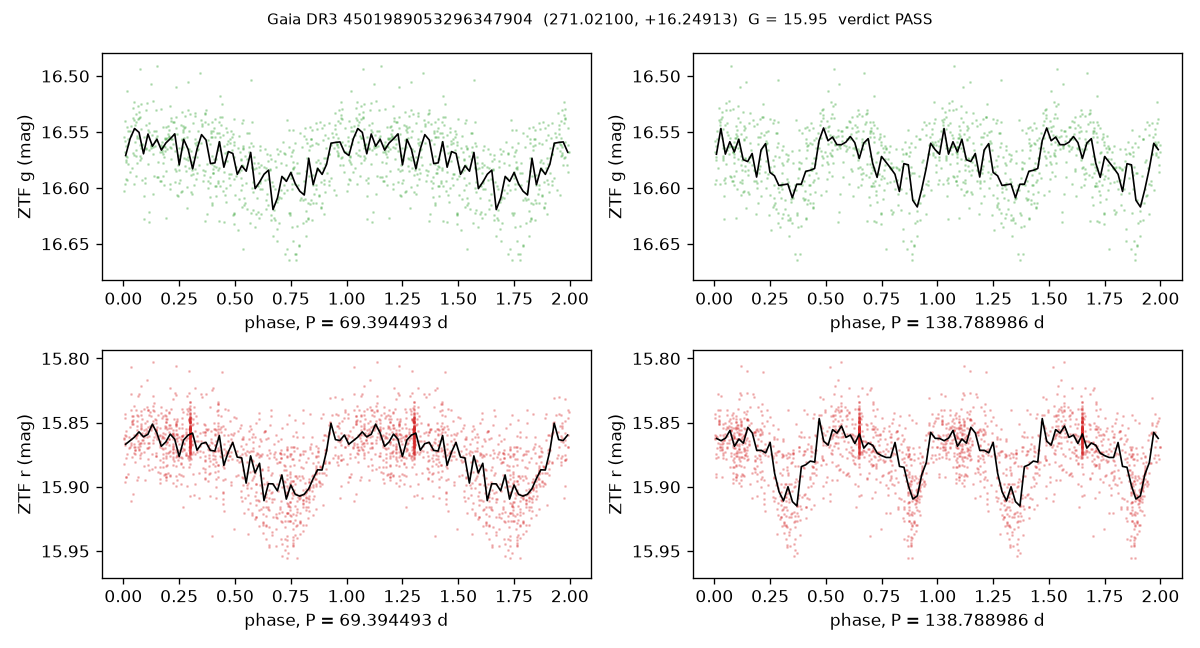 Gaia DR3 4501989053296347904 (271.02100, +16.24913) G = 15.95 verdict PASS
16.50
16.55
16.60
16.65
ZTF g (mag)
0.00 0.25 0.50 0.75 1.00 1.25 1.50 1.75 2.00
phase, P = 69.394493 d
16.50
16.55
16.60
16.65
ZTF g (mag)
0.00 0.25 0.50 0.75 1.00 1.25 1.50 1.75 2.00
phase, P = 138.788986 d
15.80
15.85
15.90
15.95
ZTF r (mag)
0.00 0.25 0.50 0.75 1.00 1.25 1.50 1.75 2.00
phase, P = 69.394493 d
15.80
15.85
15.90
15.95
ZTF r (mag)
0.00 0.25 0.50 0.75 1.00 1.25 1.50 1.75 2.00
phase, P = 138.788986 d